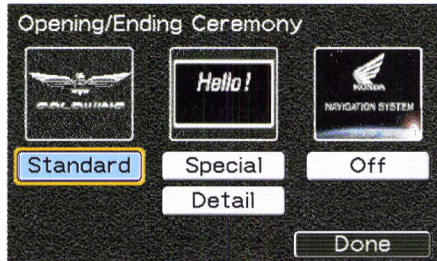 Opening/Ending Ceremony
GOLDWING
Hello!
HONDA
NAVIGATION SYSTEM
Standard
Special
Off
Detail
Done